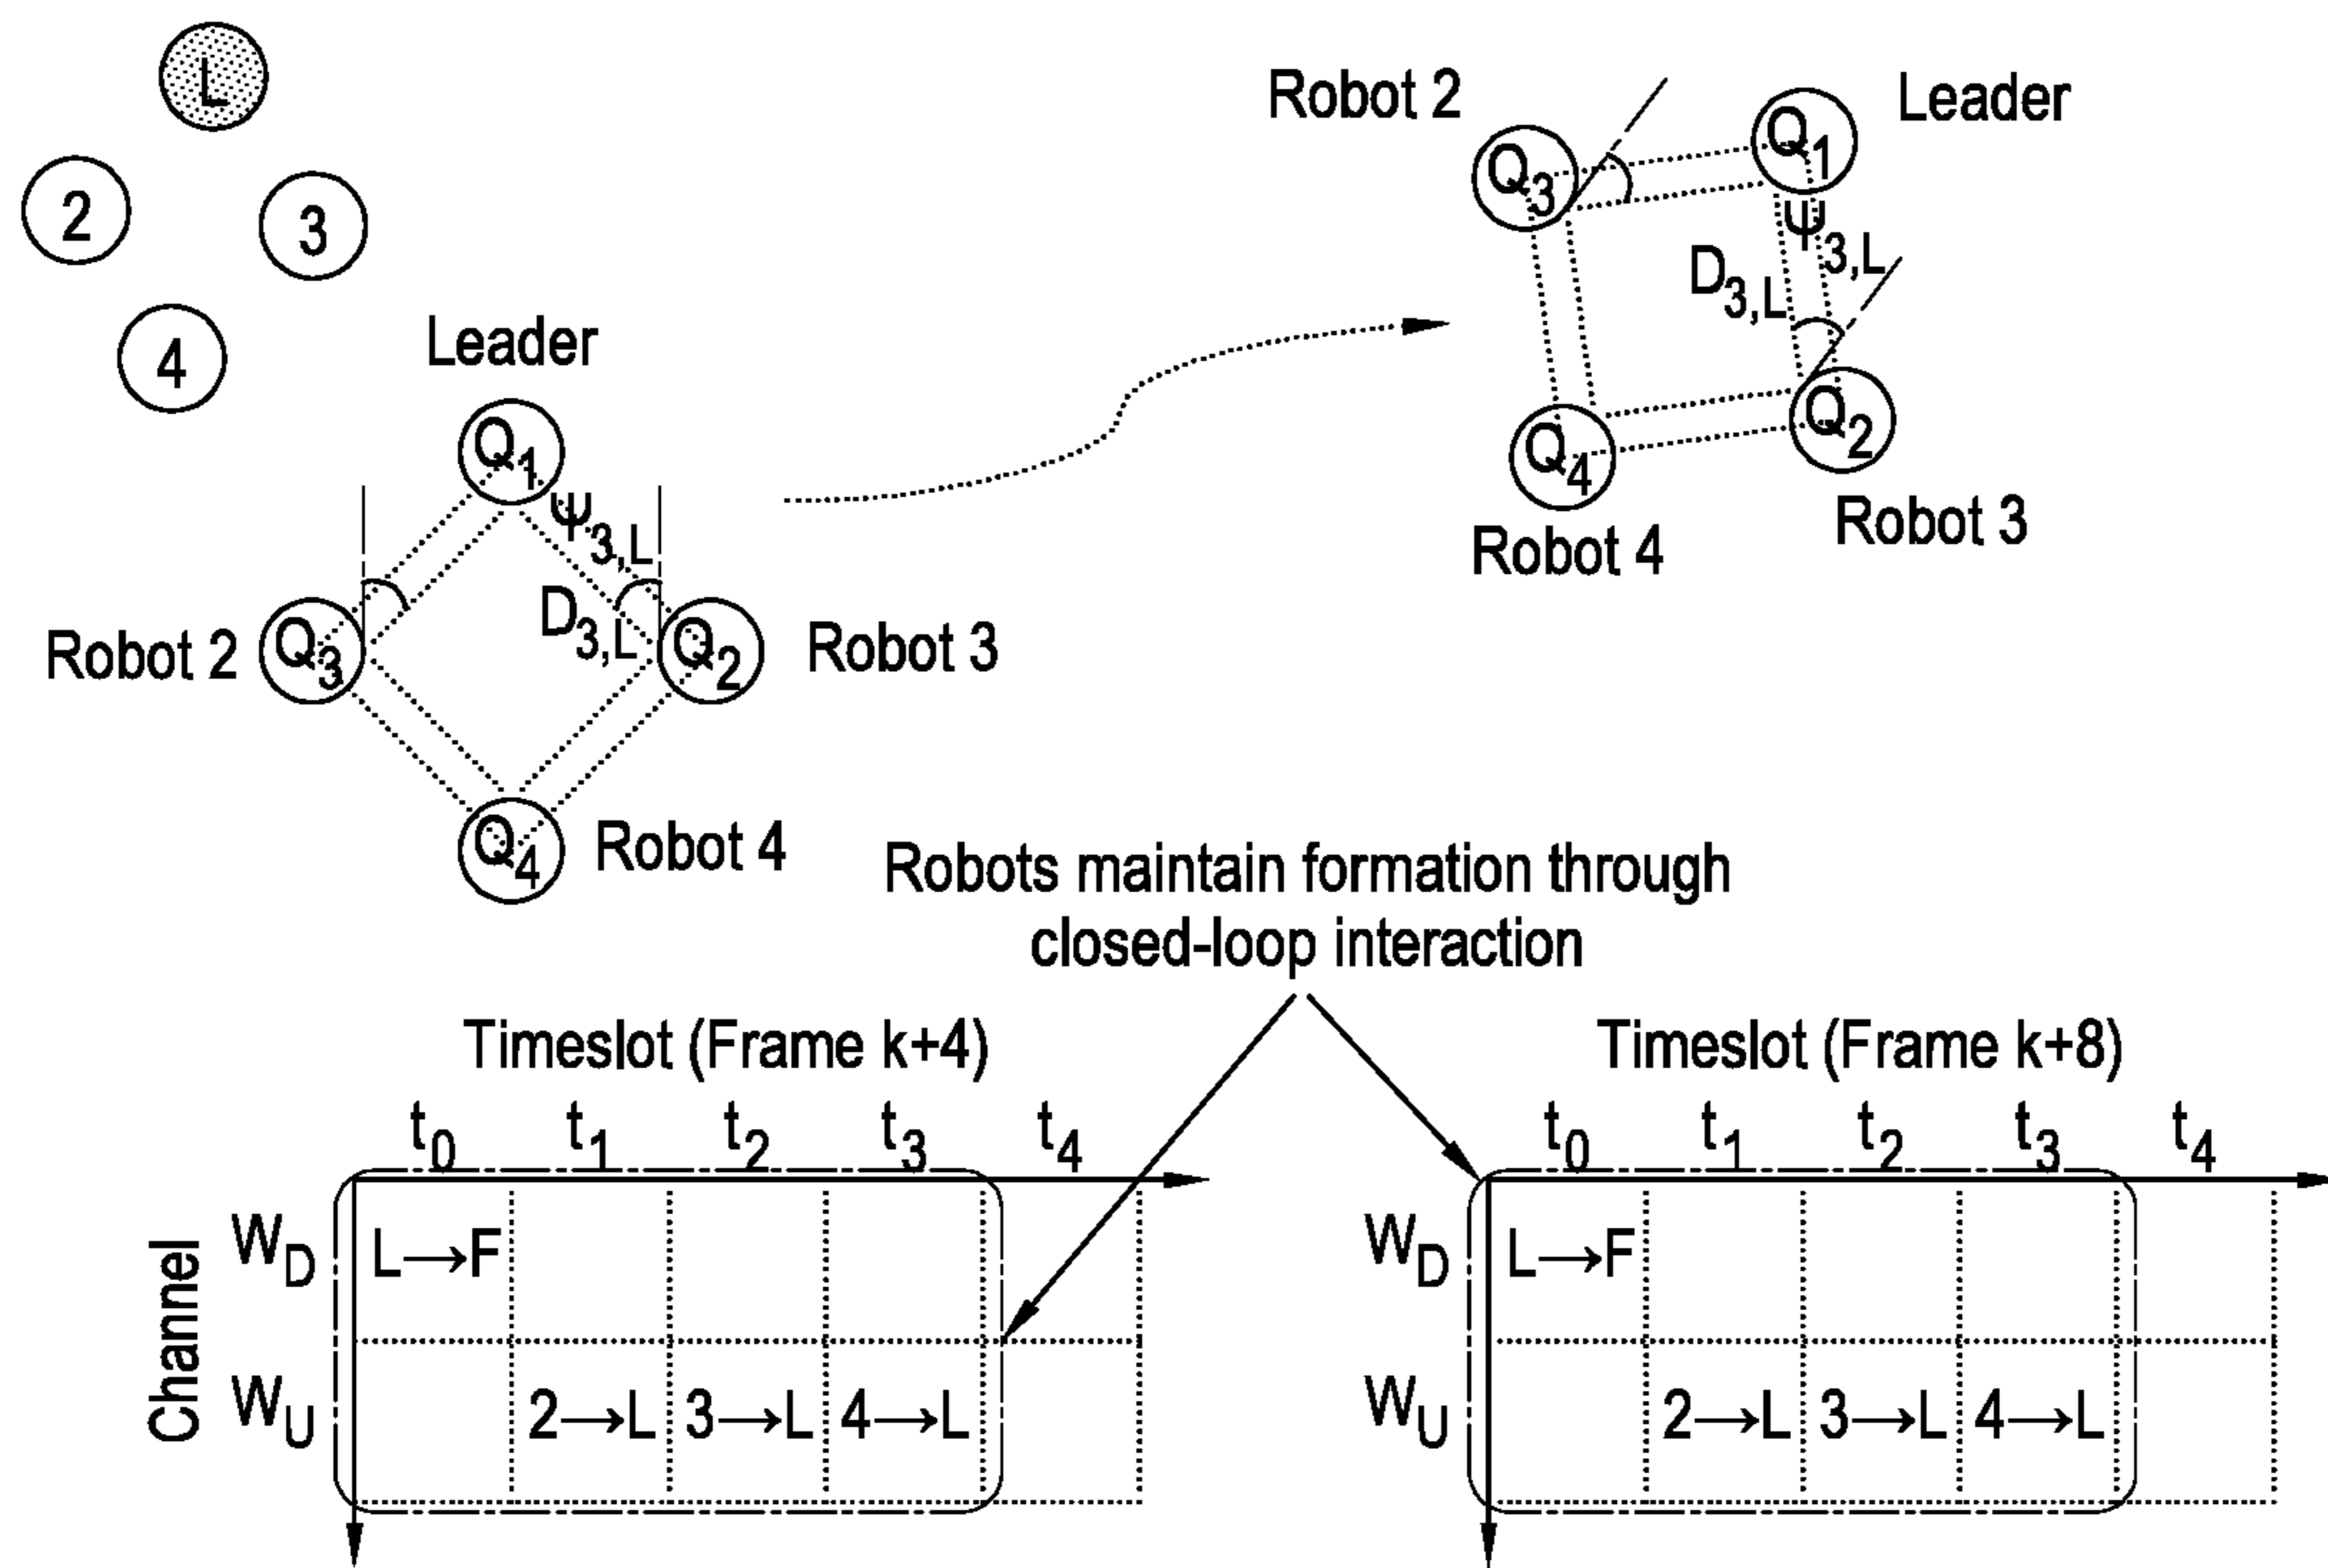 L
2
3
4
Leader
Q1
ψ3,L
D3,L
Robot 2
Q3
Q2
Robot 3
Q4
Robot 4
Robot 2
Q3
Q1
Leader
ψ3,L
D3,L
Q4
Q2
Robot 4
Robot 3
Robots maintain formation through
closed-loop interaction
Timeslot (Frame k+4)
t0 t1 t2 t3 t4
Channel
WD L→F
WU 2→L 3→L 4→L
Timeslot (Frame k+8)
t0 t1 t2 t3 t4
WD L→F
WU 2→L 3→L 4→L